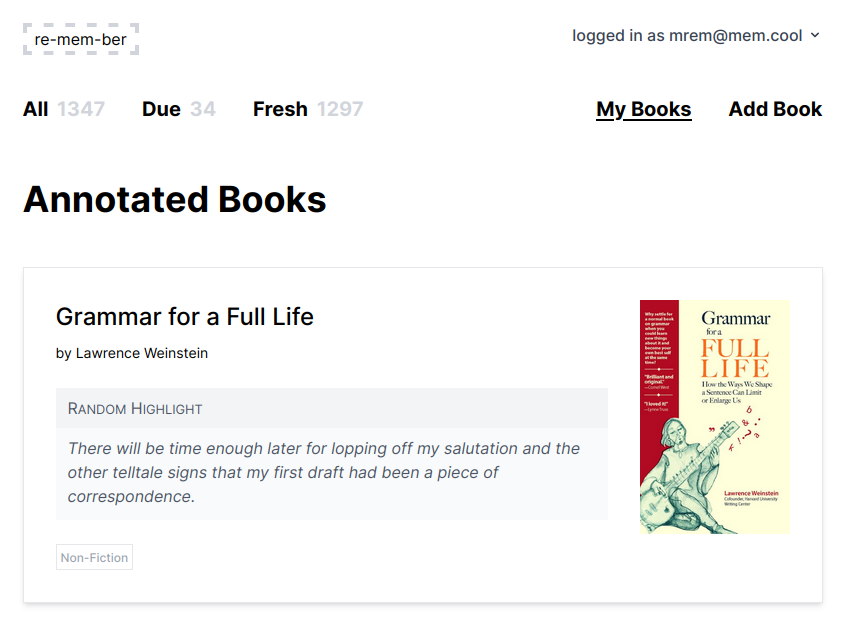 re-mem-ber
logged in as mrem@mem.cool
All 1347 Due 34 Fresh 1297 My Books Add Book
Annotated Books
Grammar for a Full Life
by Lawrence Weinstein
Random Highlight
There will be time enough later for lopping off my salutation and the
other telltale signs that my first draft had been a piece of
correspondence.
Non-Fiction
Why settle for
a normal book
on grammar
when you
could learn
new things
about it and
become your
own best self
at the same
time?
"Brilliant and
original."
—Cornel West
"I loved it!"
—Lynne Truss
Grammar
for a
FULL
LIFE
How the Ways We Shape
a Sentence Can Limit
or Enlarge Us
Lawrence Weinstein
Cofounder, Harvard University
Writing Center